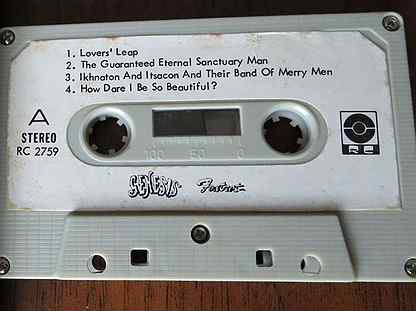 1. Lovers' Leap
2. The Guaranteed Eternal Sanctuary Man
3. Ikhnaton And Itsacon And Their Band Of Merry Men
4. How Dare I Be So Beautiful?
A
STEREO
RC 2759
100 50 0
RC
GENESIS Foxtrot